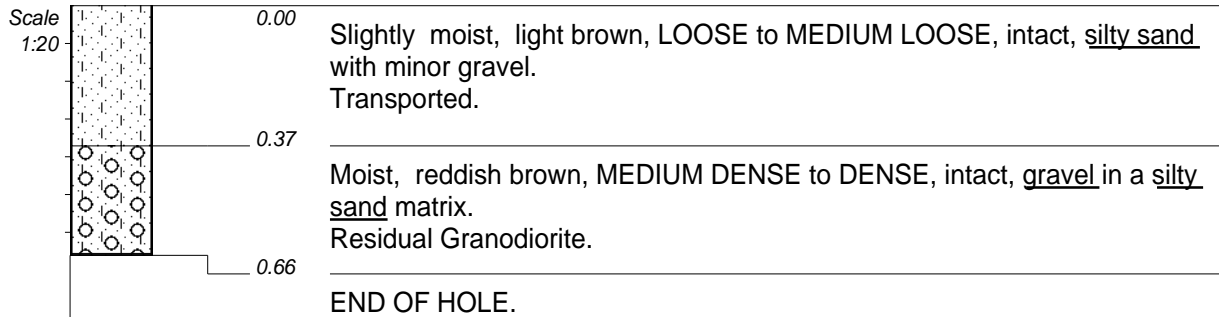 Scale
1:20
0.00
Slightly moist, light brown, LOOSE to MEDIUM LOOSE, intact, silty sand
with minor gravel.
Transported.
0.37
Moist, reddish brown, MEDIUM DENSE to DENSE, intact, gravel in a silty
sand matrix.
Residual Granodiorite.
0.66
END OF HOLE.